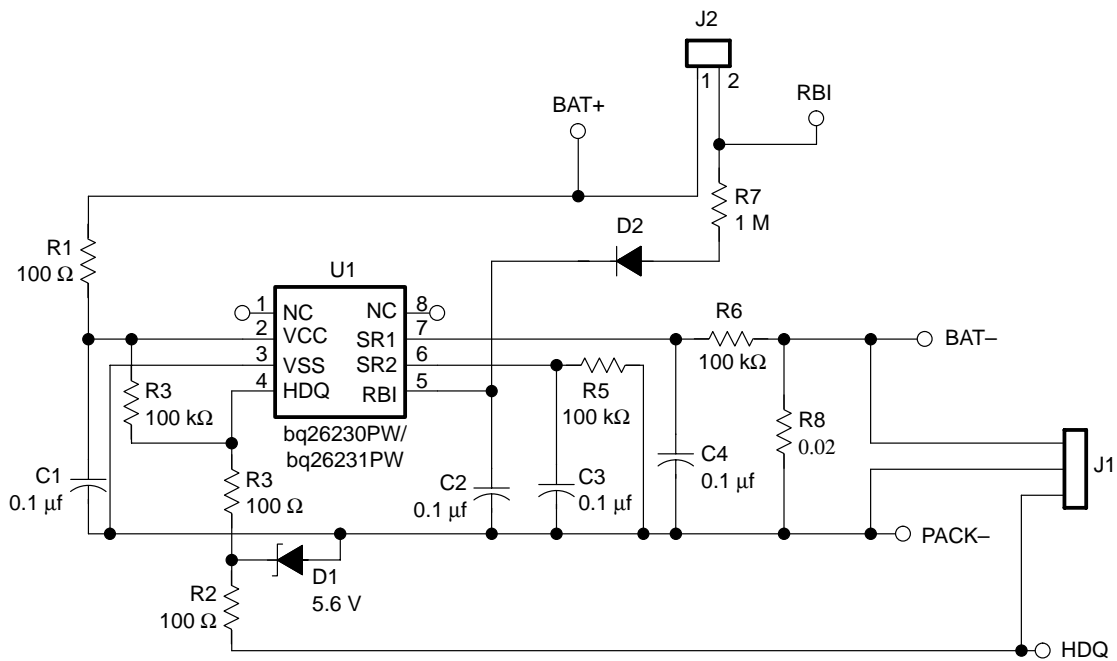 J2
1 2
RBI
BAT+
R7
1 M
D2
R1
100 Ω
U1
1 NC NC 8
2 VCC SR1 7
3 VSS SR2 6
4 HDQ RBI 5
bq26230PW/
bq26231PW
R6
100 kΩ
BAT–
R3
100 kΩ
R5
100 kΩ
R8
0.02
J1
C1
0.1 µf
R3
100 Ω
C2
0.1 µf
C3
0.1 µf
C4
0.1 µf
PACK–
D1
5.6 V
R2
100 Ω
HDQ